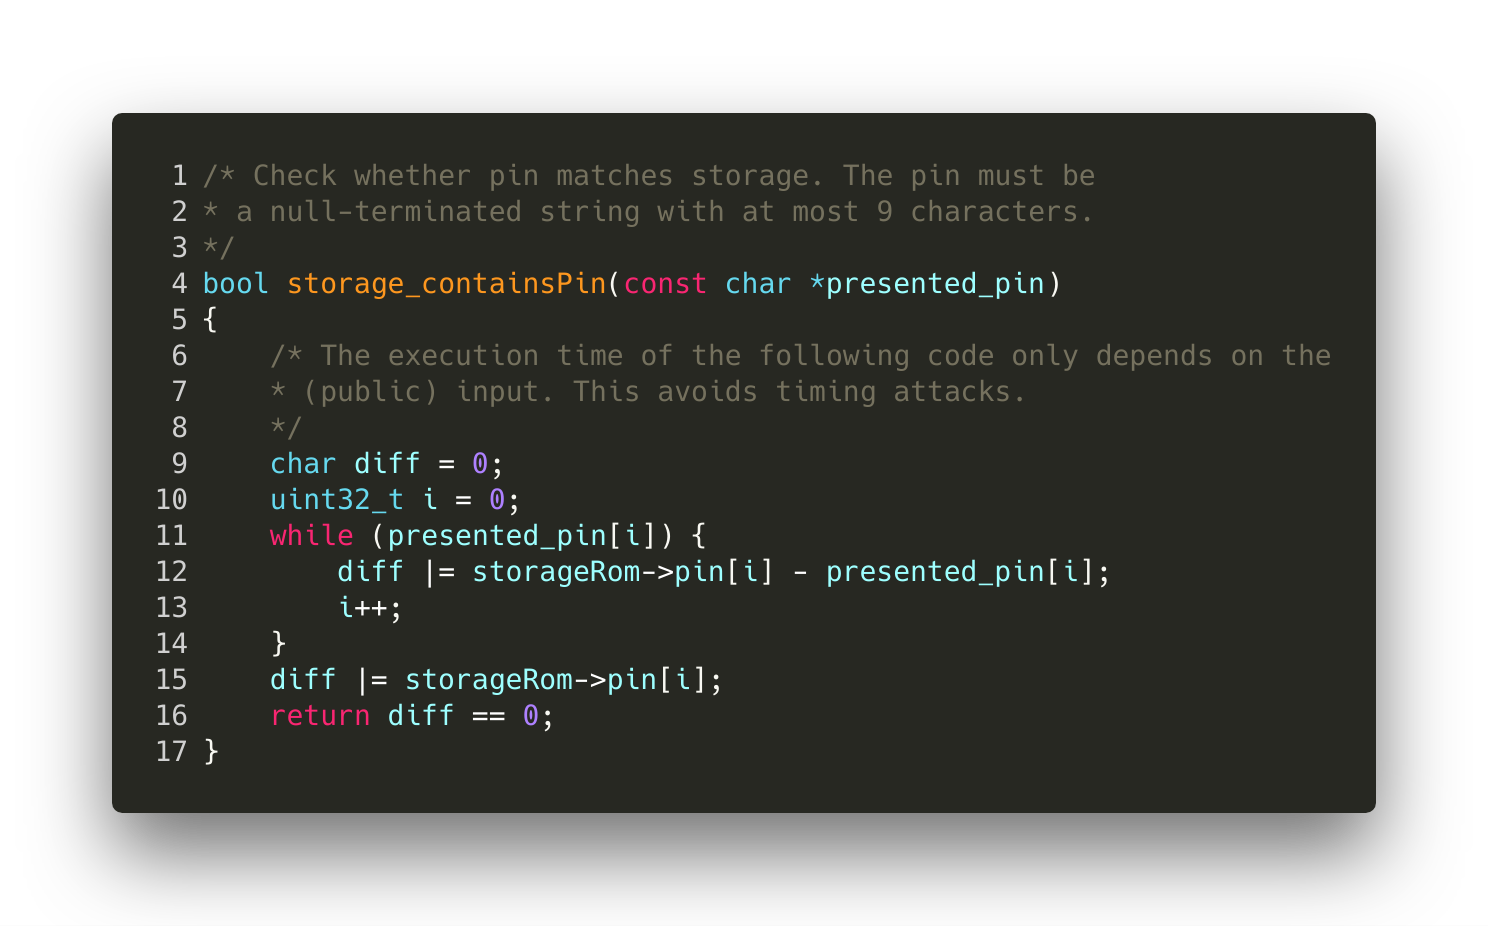 1 /* Check whether pin matches storage. The pin must be
2 * a null-terminated string with at most 9 characters.
3 */
4 bool storage_containsPin(const char *presented_pin)
5 {
6     /* The execution time of the following code only depends on the
7     * (public) input. This avoids timing attacks.
8     */
9     char diff = 0;
10     uint32_t i = 0;
11     while (presented_pin[i]) {
12         diff |= storageRom->pin[i] - presented_pin[i];
13         i++;
14     }
15     diff |= storageRom->pin[i];
16     return diff == 0;
17 }